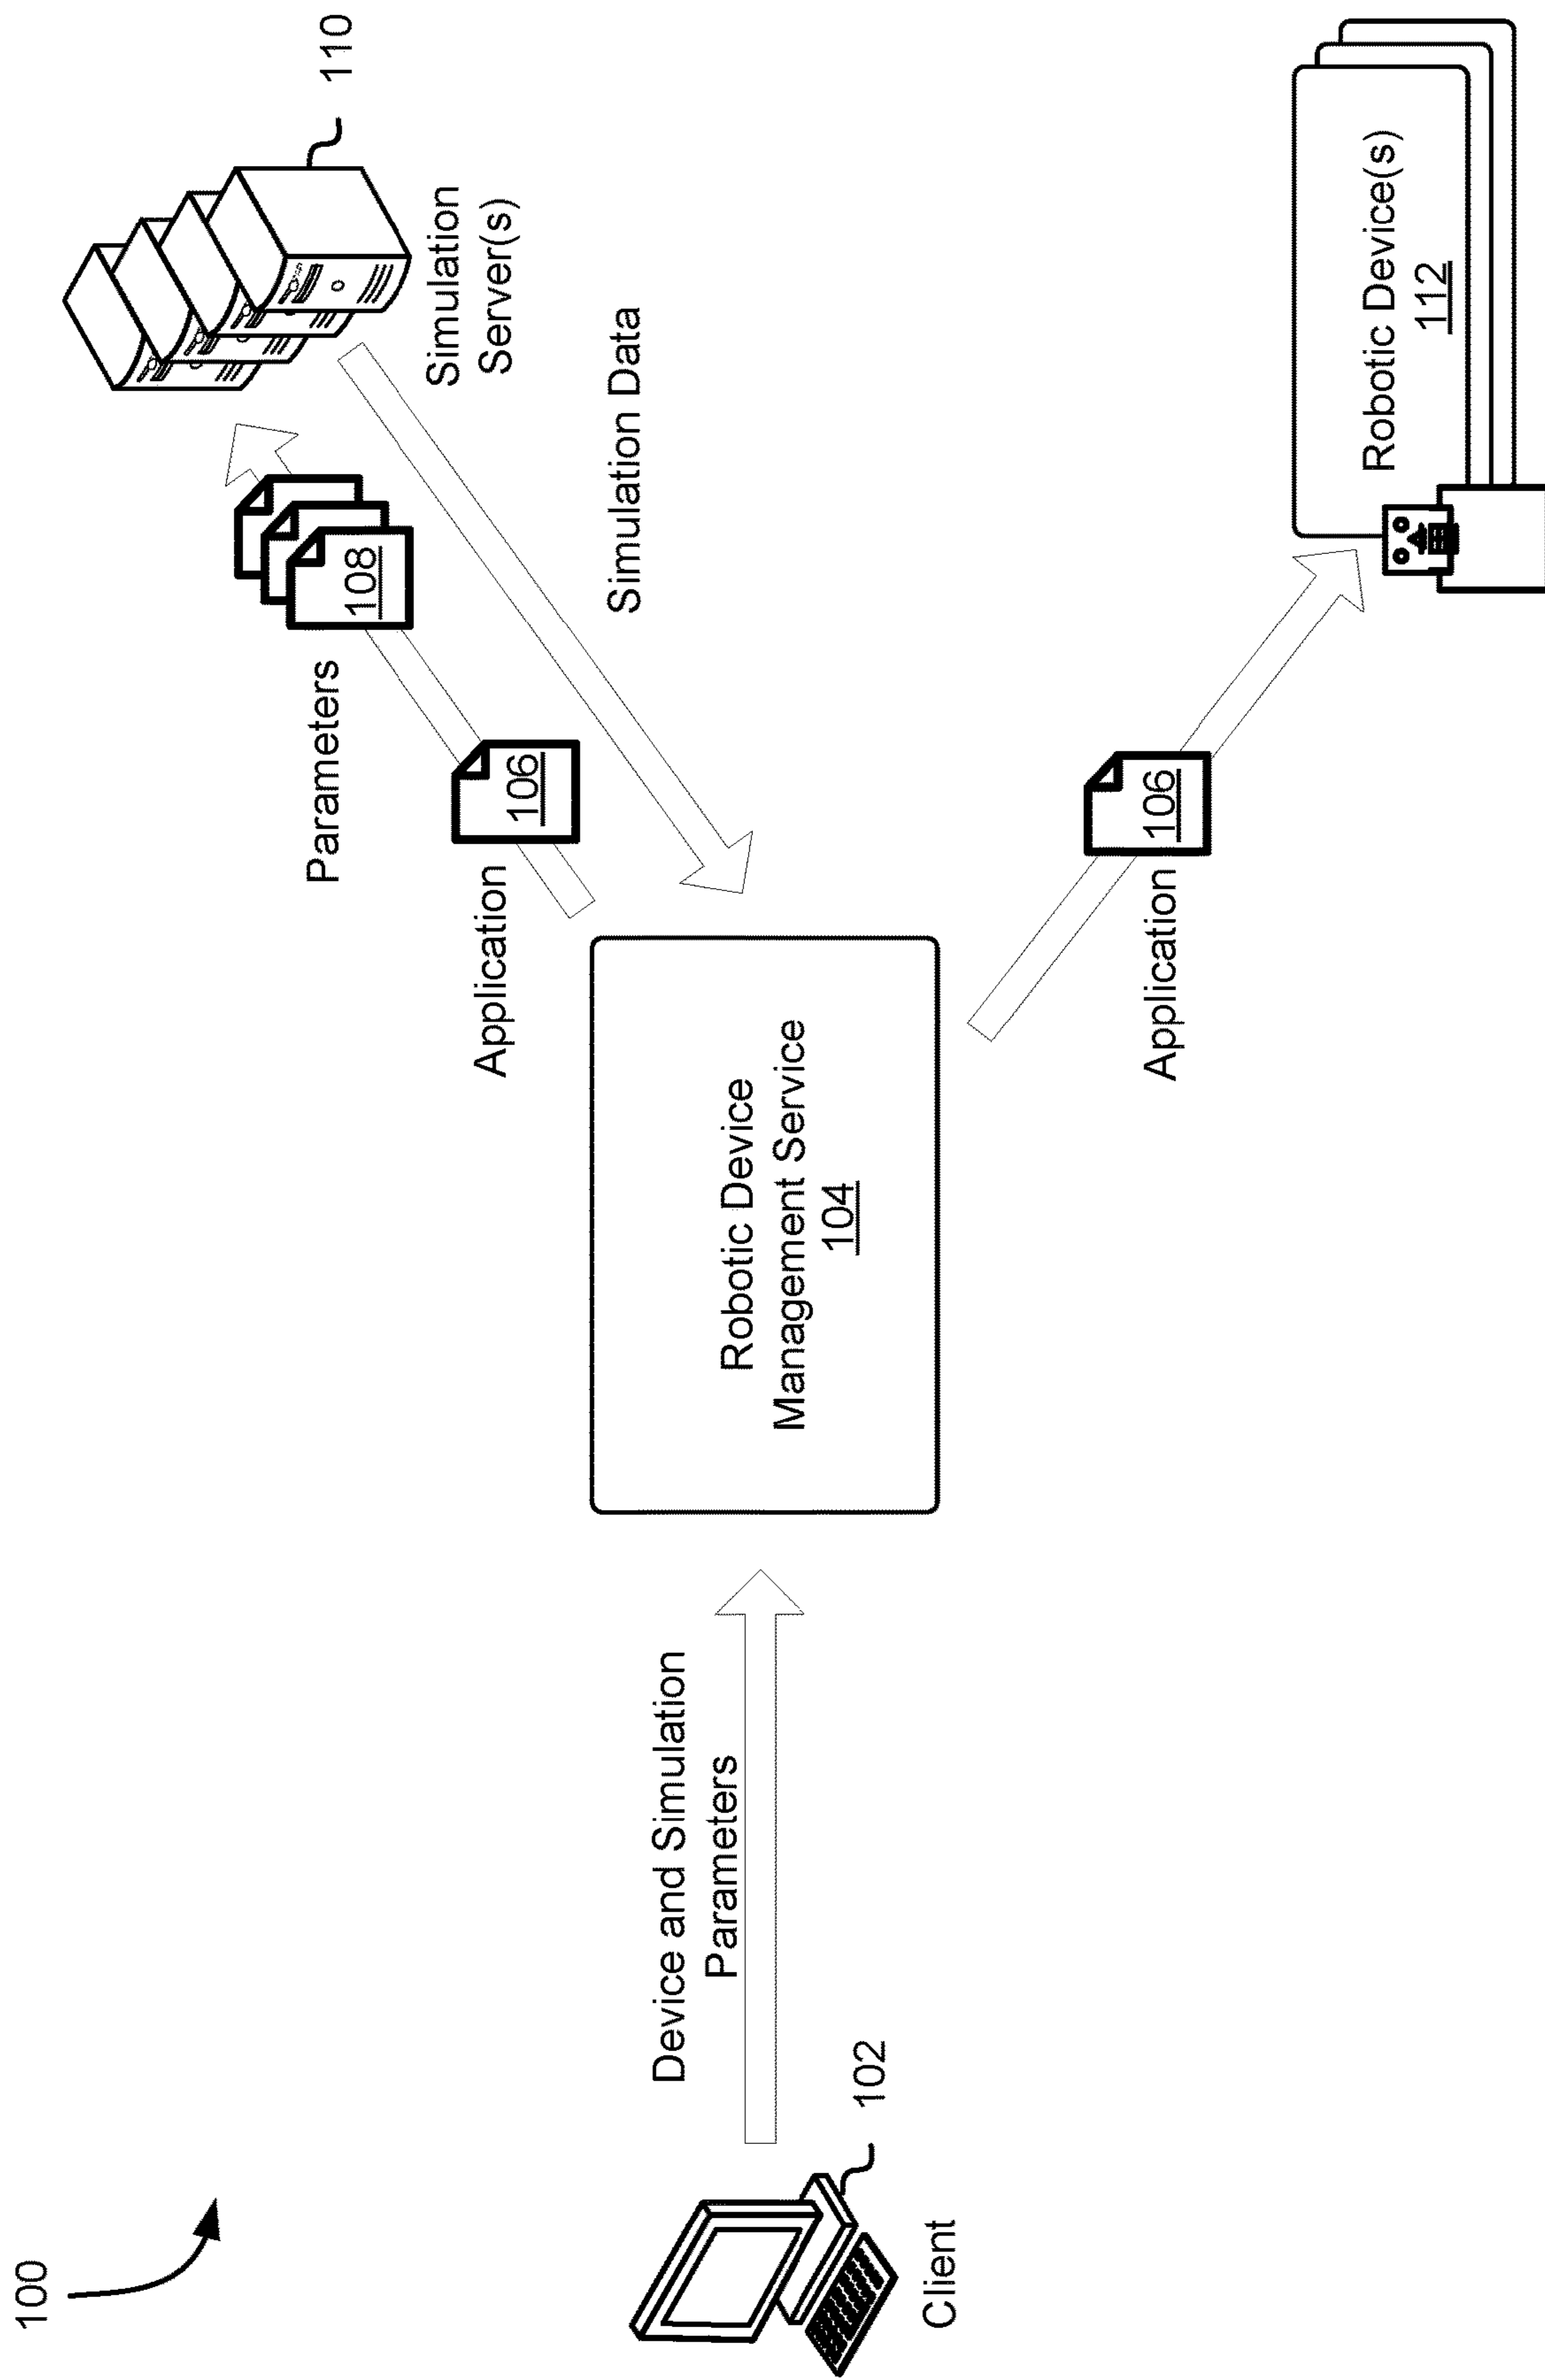 100
110
Simulation
Server(s)
Parameters
108
Application
106
Simulation Data
Device and Simulation
Parameters
Robotic Device
Management Service
104
102
Client
Application
106
Robotic Device(s)
112